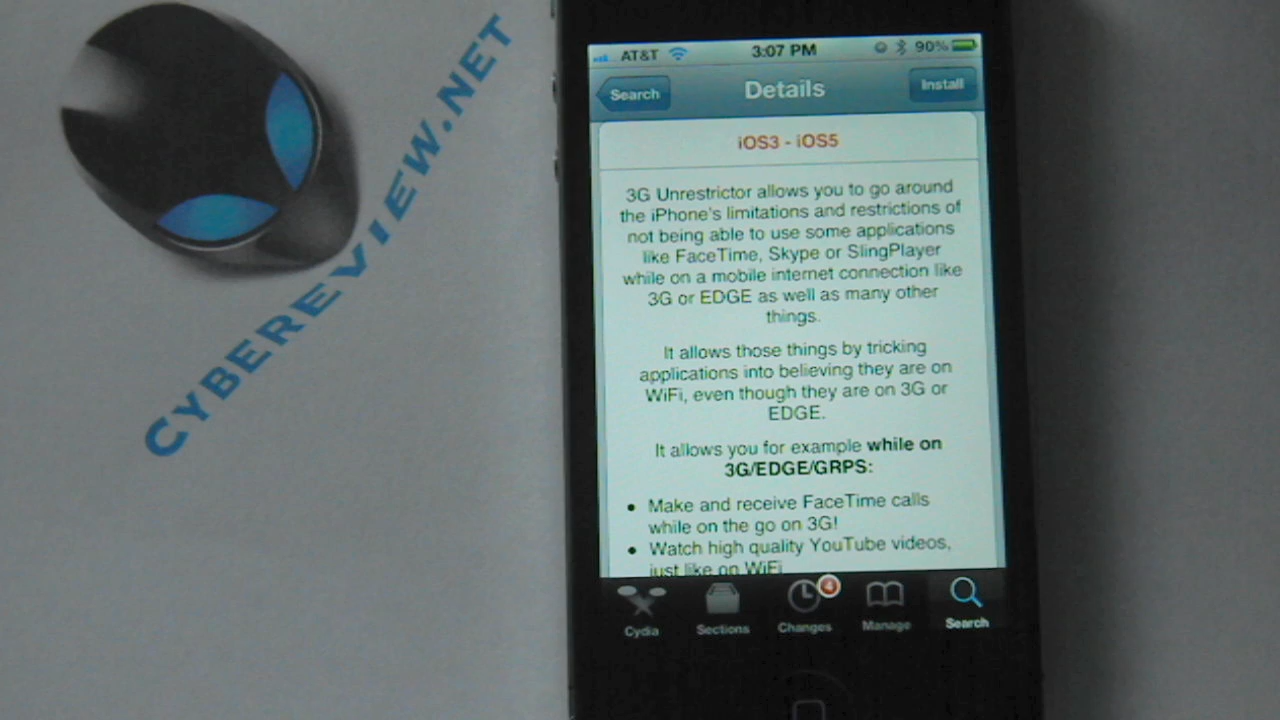 CYBEREVIEW.NET
AT&T 3:07 PM 90%
Search Details Install
iOS3 - iOS5
3G Unrestrictor allows you to go around
the iPhone's limitations and restrictions of
not being able to use some applications
like FaceTime, Skype or SlingPlayer
while on a mobile internet connection like
3G or EDGE as well as many other
things.
It allows those things by tricking
applications into believing they are on
WiFi, even though they are on 3G or
EDGE.
It allows you for example while on
3G/EDGE/GRPS:
• Make and receive FaceTime calls
while on the go on 3G!
• Watch high quality YouTube videos,
just like on WiFi
4
Cydia Sections Changes Manage Search